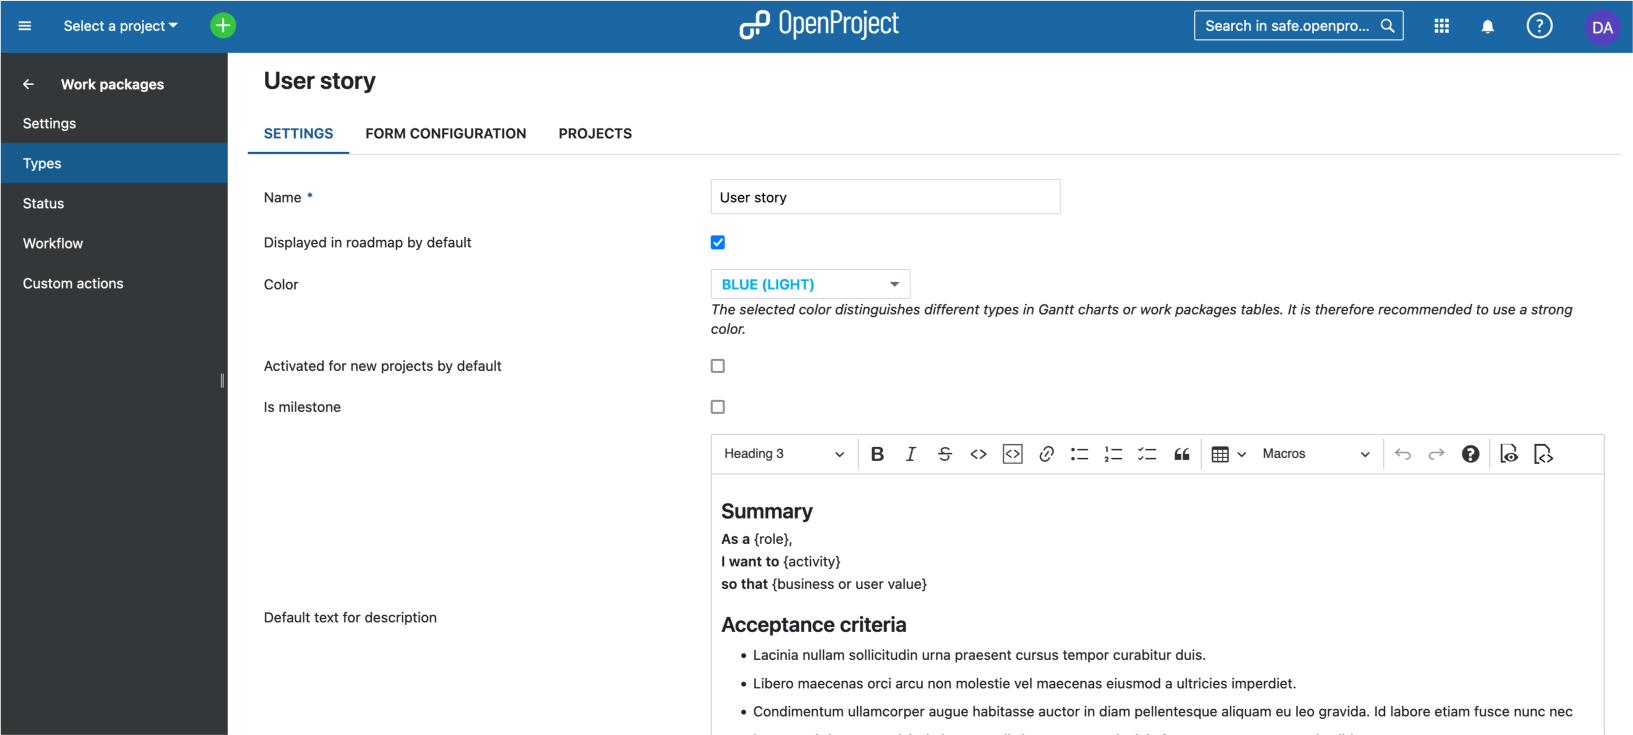 Select a project
OpenProject
Search in safe.openpro...
DA
Work packages
Settings
Types
Status
Workflow
Custom actions
User story
SETTINGS FORM CONFIGURATION PROJECTS
Name *
User story
Displayed in roadmap by default
Color
BLUE (LIGHT)
The selected color distinguishes different types in Gantt charts or work packages tables. It is therefore recommended to use a strong
color.
Activated for new projects by default
Is milestone
Heading 3
Macros
Summary
As a {role},
I want to {activity}
so that {business or user value}
Default text for description
Acceptance criteria
• Lacinia nullam sollicitudin urna praesent cursus tempor curabitur duis.
• Libero maecenas orci arcu non molestie vel maecenas eiusmod a ultricies imperdiet.
• Condimentum ullamcorper augue habitasse auctor in diam pellentesque aliquam eu leo gravida. Id labore etiam fusce nunc nec